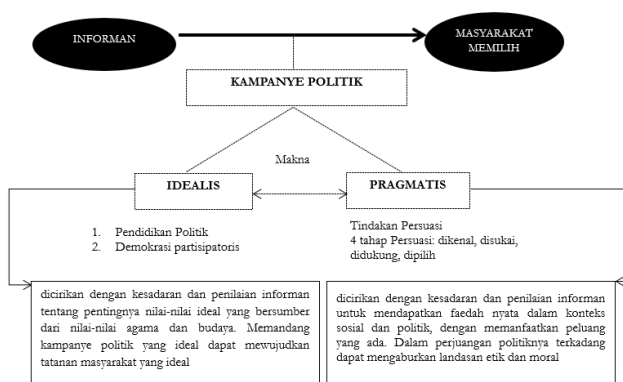 INFORMAN
MASYARAKAT
MEMILIH
KAMPANYE POLITIK
Makna
IDEALIS
PRAGMATIS
1. Pendidikan Politik
2. Demokrasi partisipatoris
Tindakan Persuasi
4 tahap Persuasi: dikenal, disukai,
didukung, dipilih
dicirikan dengan kesadaran dan penilaian informan
tentang pentingnya nilai-nilai ideal yang bersumber
dari nilai-nilai agama dan budaya. Memandang
kampanye politik yang ideal dapat mewujudkan
tatanan masyarakat yang ideal
dicirikan dengan kesadaran dan penilaian informan
untuk mendapatkan faedah nyata dalam konteks
sosial dan politik, dengan memanfaatkan peluang
yang ada. Dalam perjuangan politiknya terkadang
dapat mengaburkan landasan etik dan moral